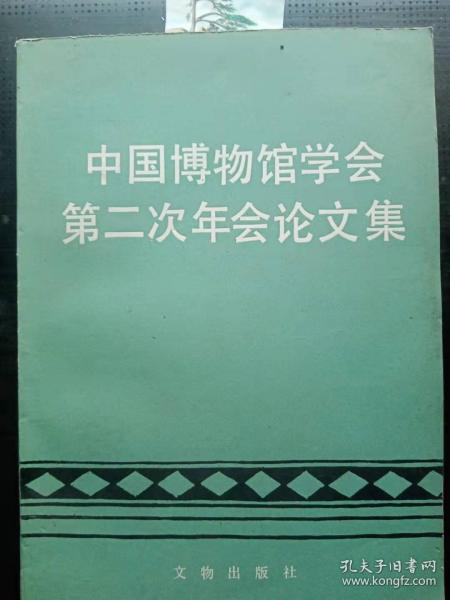 中国博物馆学会
第二次年会论文集
文物出版社
孔夫子旧书网
www.kongfz.com